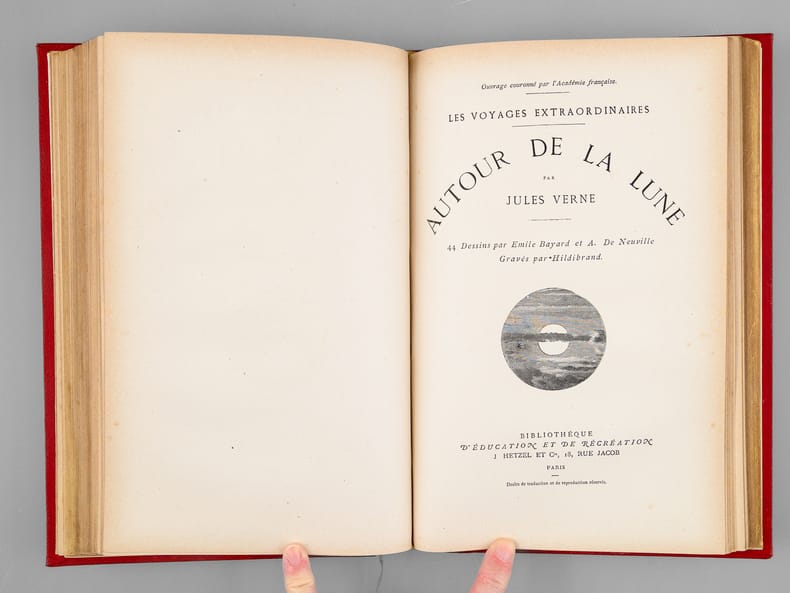 Ouvrage couronné par l'Académie française.
LES VOYAGES EXTRAORDINAIRES
AUTOUR DE LA LUNE
PAR
JULES VERNE
44 Dessins par Emile Bayard et A. De Neuville
Gravés par Hildibrand.
BIBLIOTHÈQUE
D'ÉDUCATION ET DE RÉCRÉATION
J HETZEL ET Cie, 18, RUE JACOB
PARIS
Droits de traduction et de reproduction réservés.